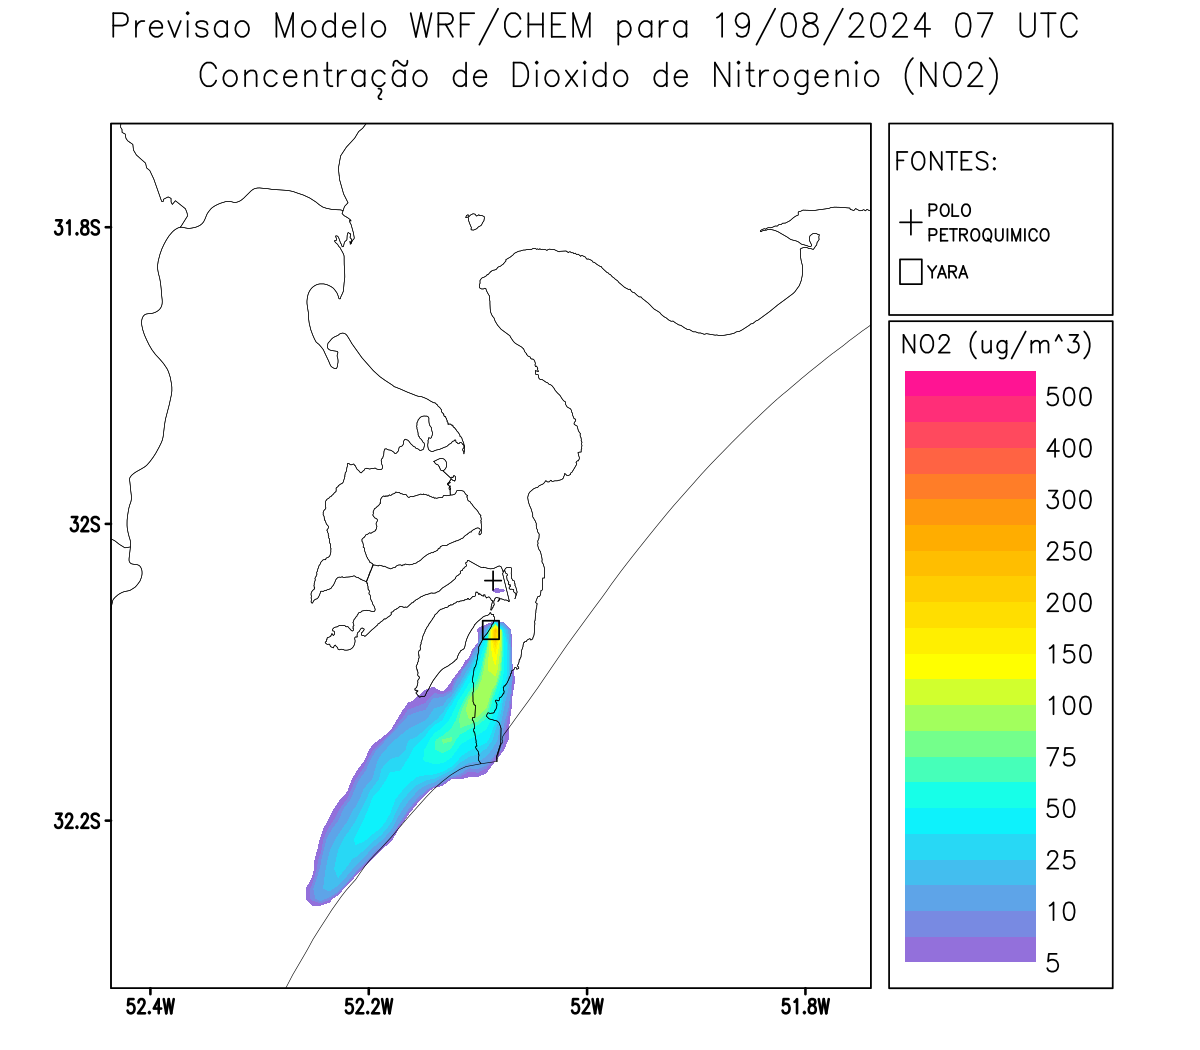 Previsao Modelo WRF/CHEM para 19/08/2024 07 UTC
Concentração de Dioxido de Nitrogenio (NO2)
FONTES:
POLO
PETROQUIMICO
YARA
NO2 (ug/m^3)
500
400
300
250
200
150
100
75
50
25
10
5
31.8S
32S
32.2S
52.4W
52.2W
52W
51.8W